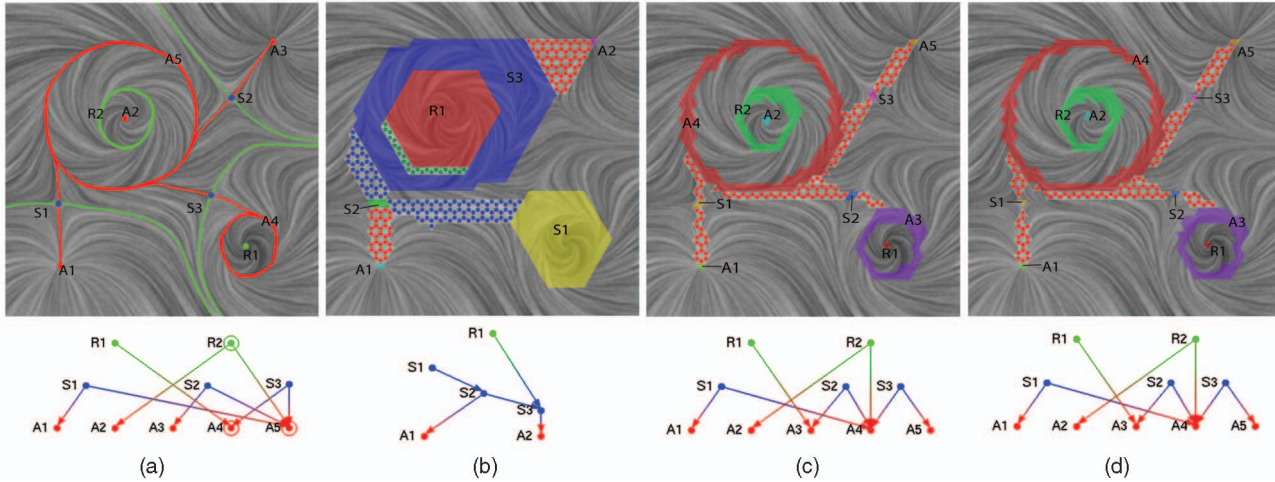 A3
A5
S2
R2
A2
S1
S3
A4
R1
A1
A2
S3
R1
S2
S1
A1
A5
S3
R2
A2
A4
S1
S2
A3
R1
A1
A5
A4
S3
R2
A2
S1
S2
A3
R1
A1
R1 R2
S1 S2 S3
A1 A2 A3 A4 A5
R1
S1
S2
S3
A1 A2
R1 R2
S1 S2 S3
A1 A2 A3 A4 A5
R1 R2
S1 S2 S3
A1 A2 A3 A4 A5
(a) (b) (c) (d)